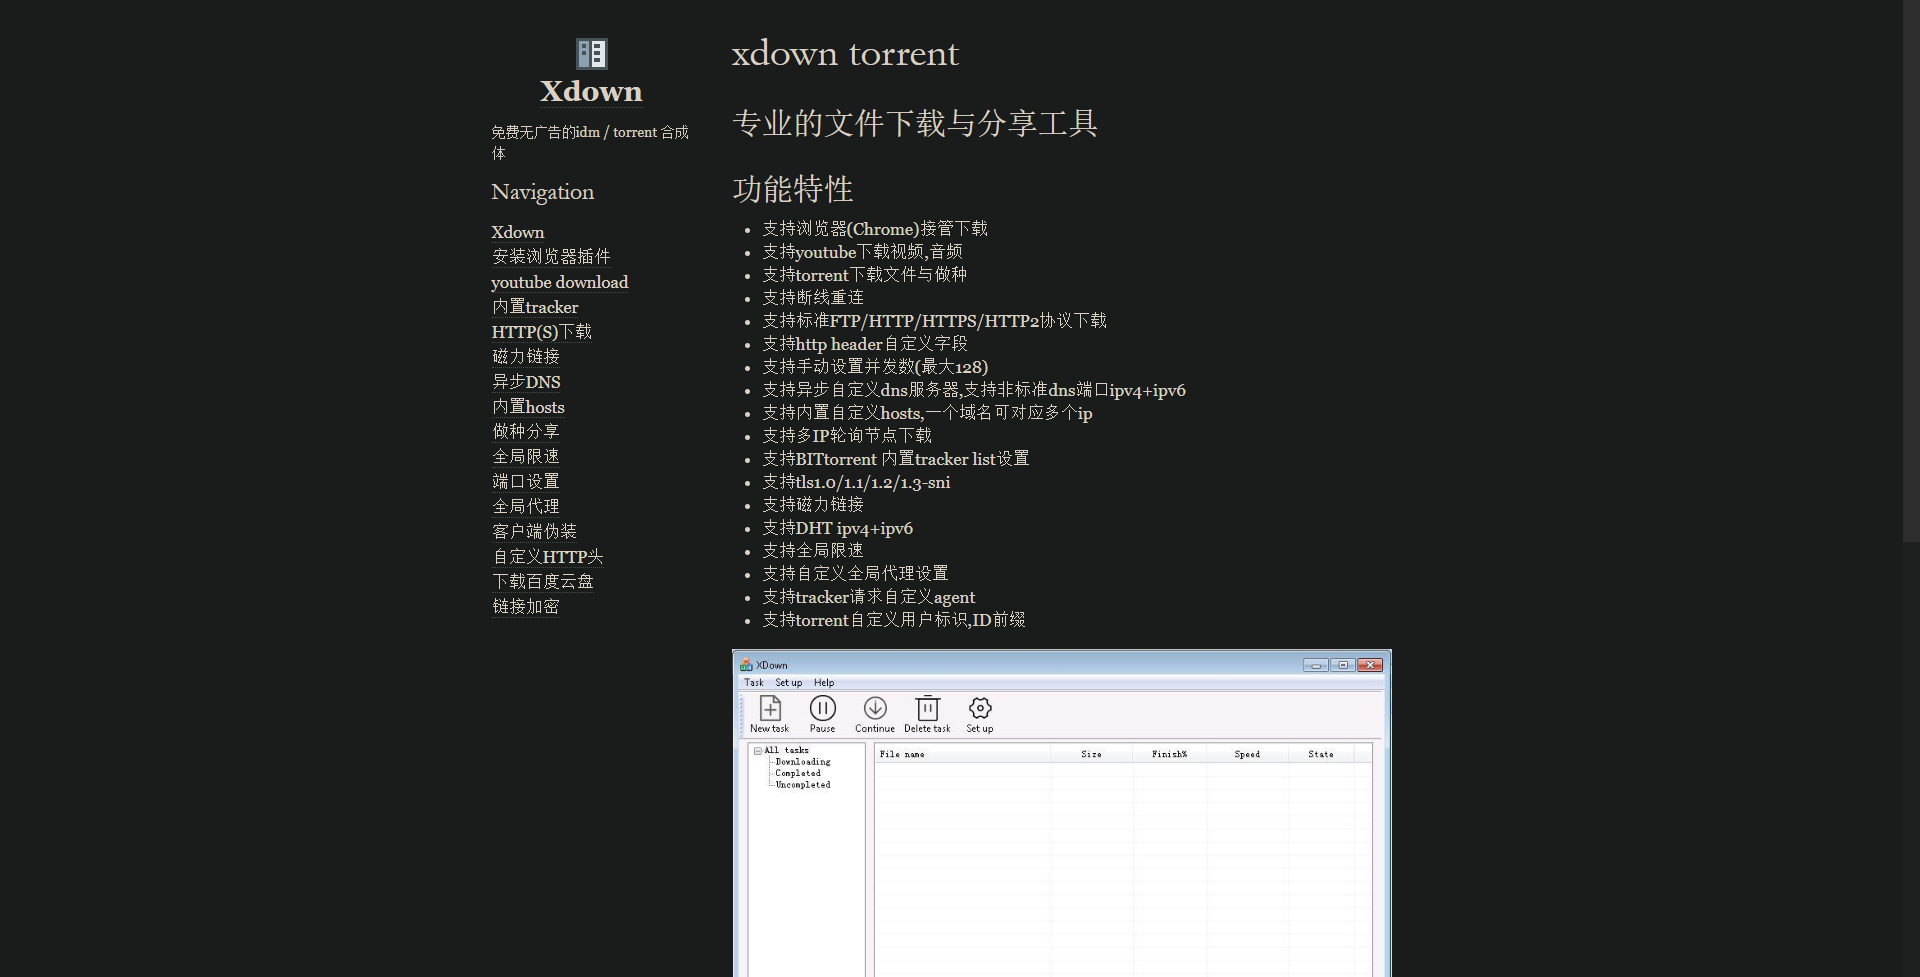 Xdown
免费无广告的idm / torrent 合成
体
Navigation
Xdown
安装浏览器插件
youtube download
内置tracker
HTTP(S)下载
磁力链接
异步DNS
内置hosts
做种分享
全局限速
端口设置
全局代理
客户端伪装
自定义HTTP头
下载百度云盘
链接加密
xdown torrent
专业的文件下载与分享工具
功能特性
支持浏览器(Chrome)接管下载
支持youtube下载视频,音频
支持torrent下载文件与做种
支持断线重连
支持标准FTP/HTTP/HTTPS/HTTP2协议下载
支持http header自定义字段
支持手动设置并发数(最大128)
支持异步自定义dns服务器,支持非标准dns端口ipv4+ipv6
支持内置自定义hosts,一个域名可对应多个ip
支持多IP轮询节点下载
支持BITtorrent 内置tracker list设置
支持tls1.0/1.1/1.2/1.3-sni
支持磁力链接
支持DHT ipv4+ipv6
支持全局限速
支持自定义全局代理设置
支持tracker请求自定义agent
支持torrent自定义用户标识,ID前缀
XDown
Task Set up Help
New task Pause Continue Delete task Set up
All tasks
Downloading
Completed
Uncompleted
File name Size Finish% Speed State